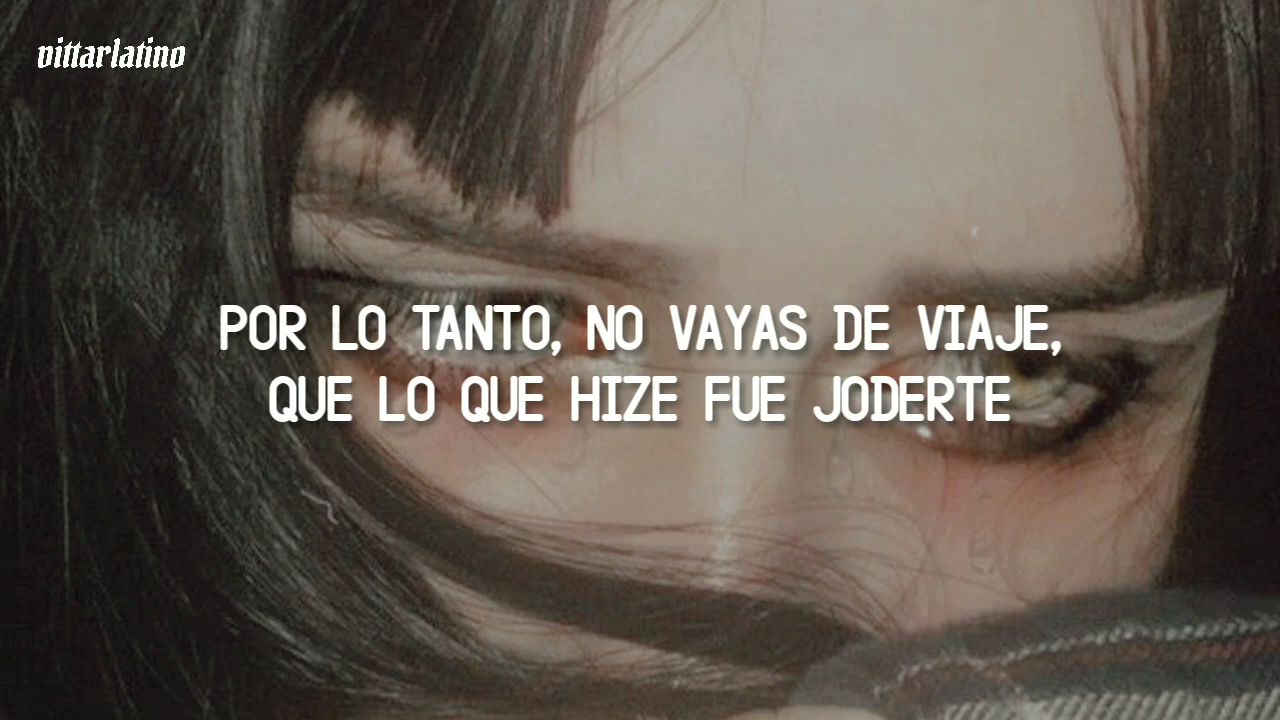 vittarlatino
POR LO TANTO, NO VAYAS DE VIAJE,
QUE LO QUE HIZE FUE JODERTE